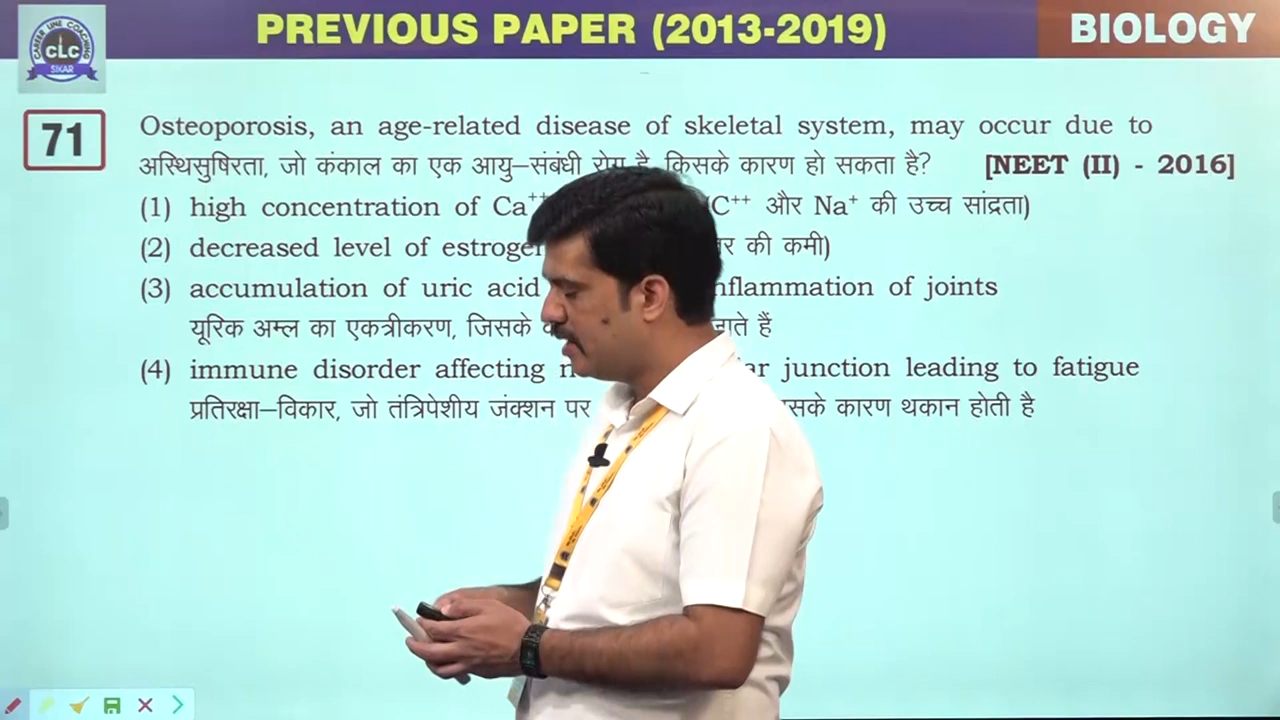 PREVIOUS PAPER (2013-2019)
BIOLOGY
CAREER LINE COACHING
CLC
SIKAR
71
Osteoporosis, an age-related disease of skeletal system, may occur due to
अस्थिसुषिरता, जो कंकाल का एक आयु–संबंधी रोग है, किसके कारण हो सकता है? [NEET (II) - 2016]
(1) high concentration of Ca++ C++ और Na+ की उच्च सांद्रता)
(2) decreased level of की कमी)
(3) accumulation of uric acid of joints
यूरिक अम्ल का एकत्रीकरण, जिसके हैं
(4) immune disorder affecting junction leading to fatigue
प्रतिरक्षा–विकार, जो तंत्रिपेशीय जंक्शन पर कारण थकान होती है